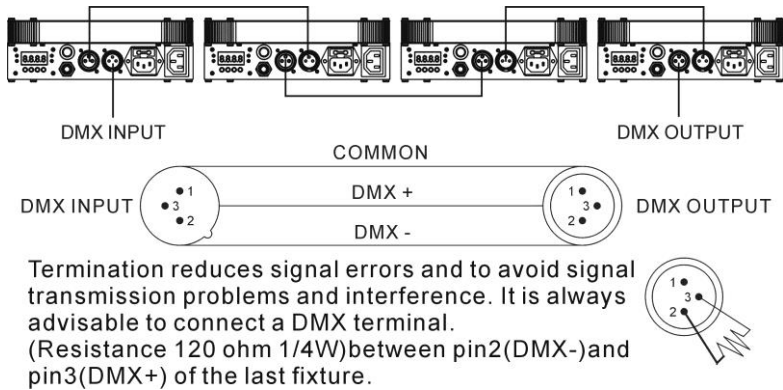 DMX INPUT
DMX OUTPUT
COMMON
DMX INPUT
1
3
2
DMX +
DMX -
1
3
2
DMX OUTPUT
Termination reduces signal errors and to avoid signal
transmission problems and interference. It is always
advisable to connect a DMX terminal.
(Resistance 120 ohm 1/4W)between pin2(DMX-)and
pin3(DMX+) of the last fixture.
1
3
2